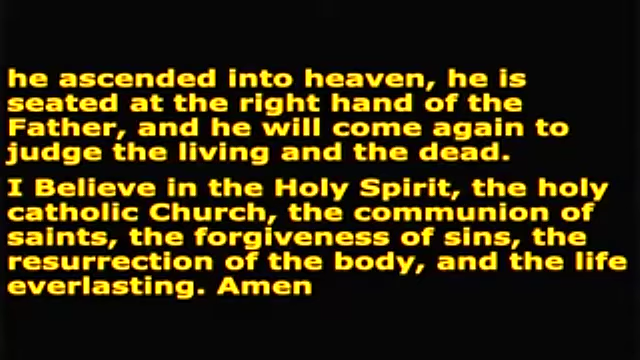 he ascended into heaven, he is
seated at the right hand of the
Father, and he will come again to
judge the living and the dead.
I Believe in the Holy Spirit, the holy
catholic Church, the communion of
saints, the forgiveness of sins, the
resurrection of the body, and the life
everlasting. Amen